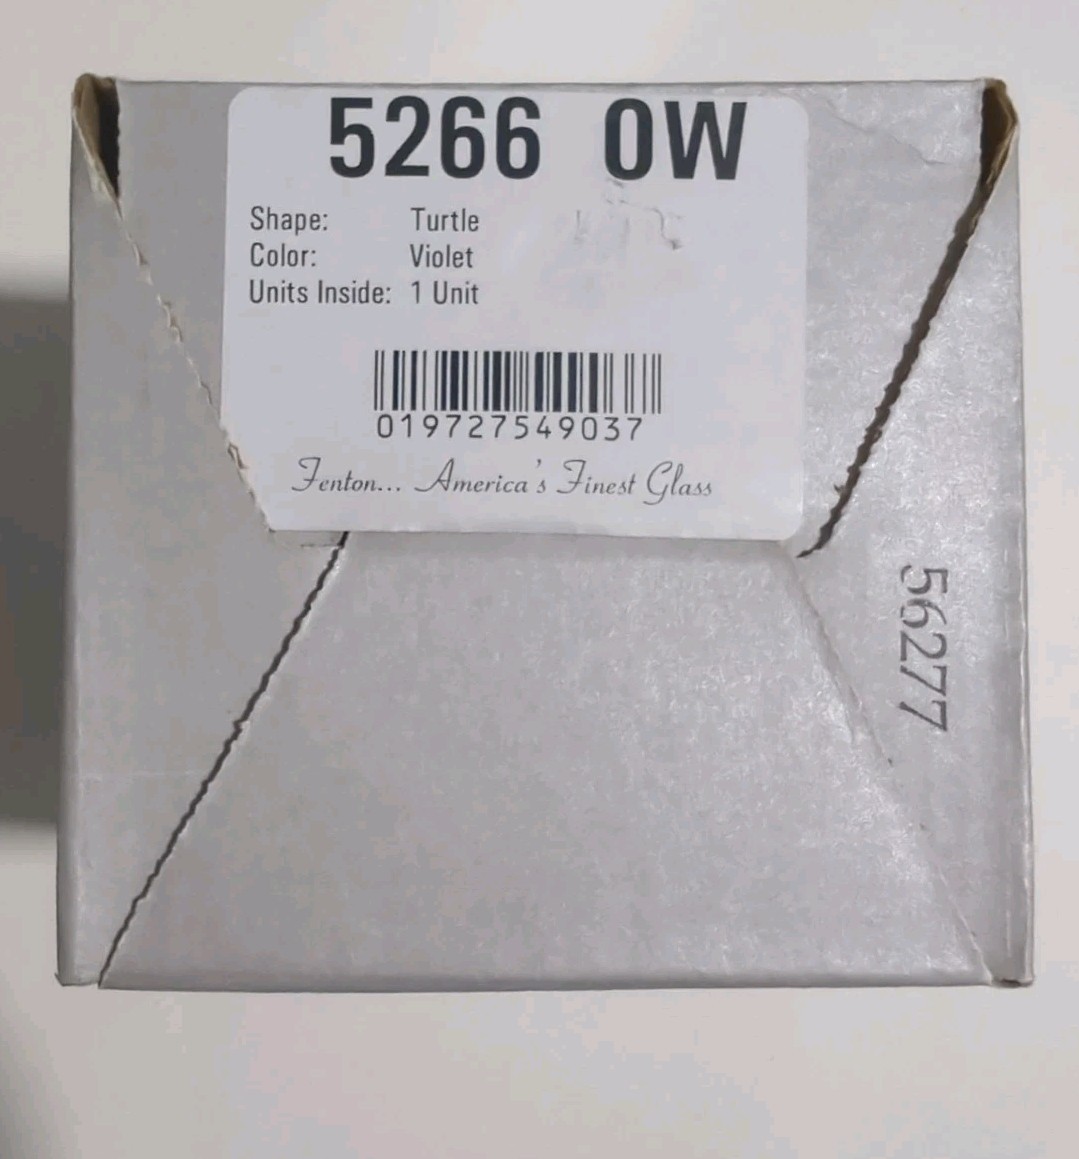 5266 OW
Shape: Turtle
Color: Violet
Units Inside: 1 Unit
019727549037
Fenton... America's Finest Glass
56277